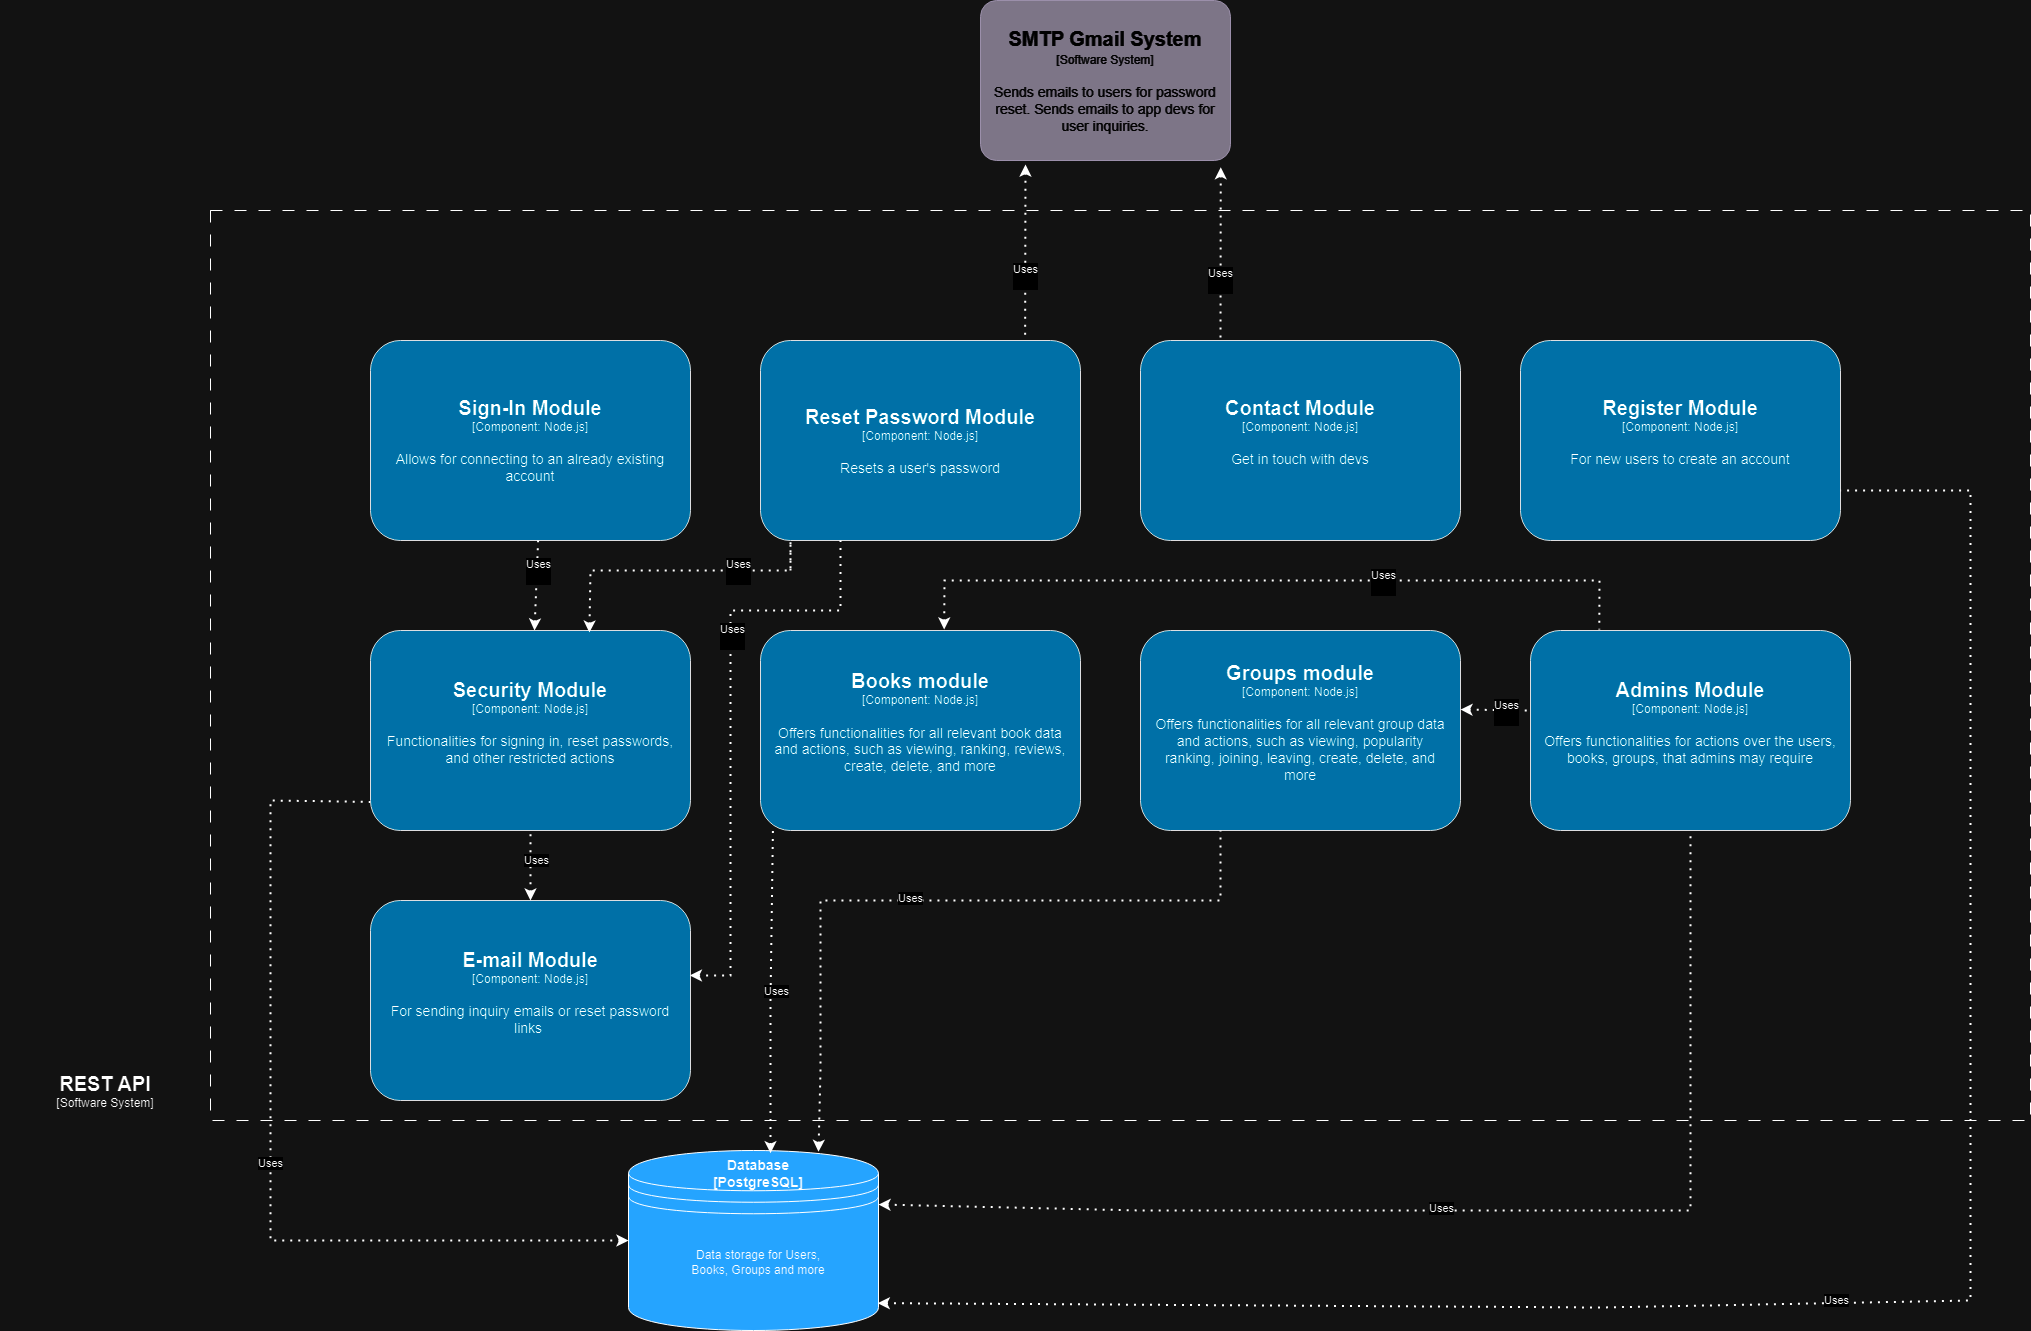 SMTP Gmail System
[Software System]
Sends emails to users for password
reset. Sends emails to app devs for
user inquiries.
Uses
Uses
Sign-In Module
[Component: Node.js]
Allows for connecting to an already existing
account
Reset Password Module
[Component: Node.js]
Resets a user's password
Contact Module
[Component: Node.js]
Get in touch with devs
Register Module
[Component: Node.js]
For new users to create an account
Uses
Uses
Uses
Uses
Security Module
[Component: Node.js]
Functionalities for signing in, reset passwords,
and other restricted actions
Books module
[Component: Node.js]
Offers functionalities for all relevant book data
and actions, such as viewing, ranking, reviews,
create, delete, and more
Groups module
[Component: Node.js]
Offers functionalities for all relevant group data
and actions, such as viewing, popularity
ranking, joining, leaving, create, delete, and
more
Uses
Admins Module
[Component: Node.js]
Offers functionalities for actions over the users,
books, groups, that admins may require
Uses
Uses
E-mail Module
[Component: Node.js]
For sending inquiry emails or reset password
links
Uses
REST API
[Software System]
Uses
Database
[PostgreSQL]
Data storage for Users,
Books, Groups and more
Uses
Uses